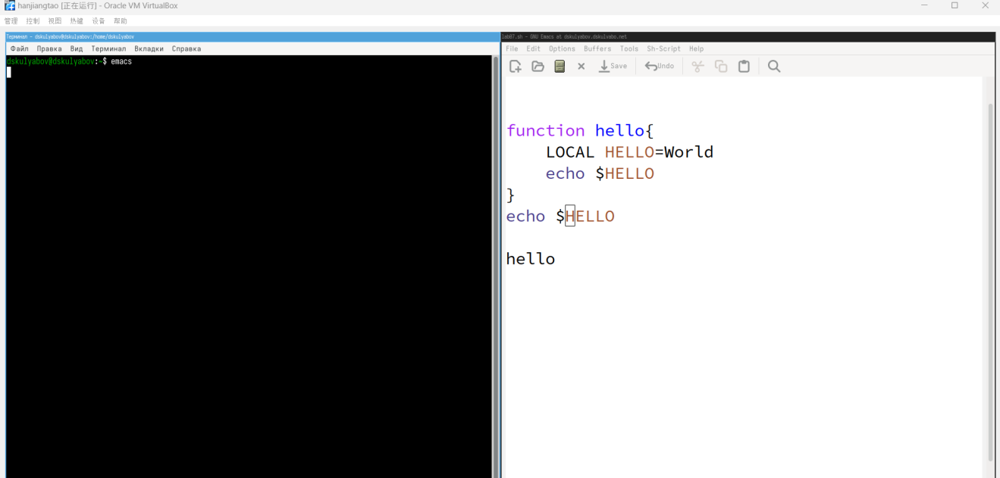 hanjiangtao [正在运行] - Oracle VM VirtualBox
管理 控制 视图 热键 设备 帮助
Терминал - dskulyabov@dskulyabov:/home/dskulyabov
Файл Правка Вид Терминал Вкладки Справка
dskulyabov@dskulyabov:~$ emacs
lab07.sh - GNU Emacs at dskulyabov.dskulyabo.net
File Edit Options Buffers Tools Sh-Script Help
Save Undo
function hello{
LOCAL HELLO=World
echo $HELLO
}
echo $HELLO
hello